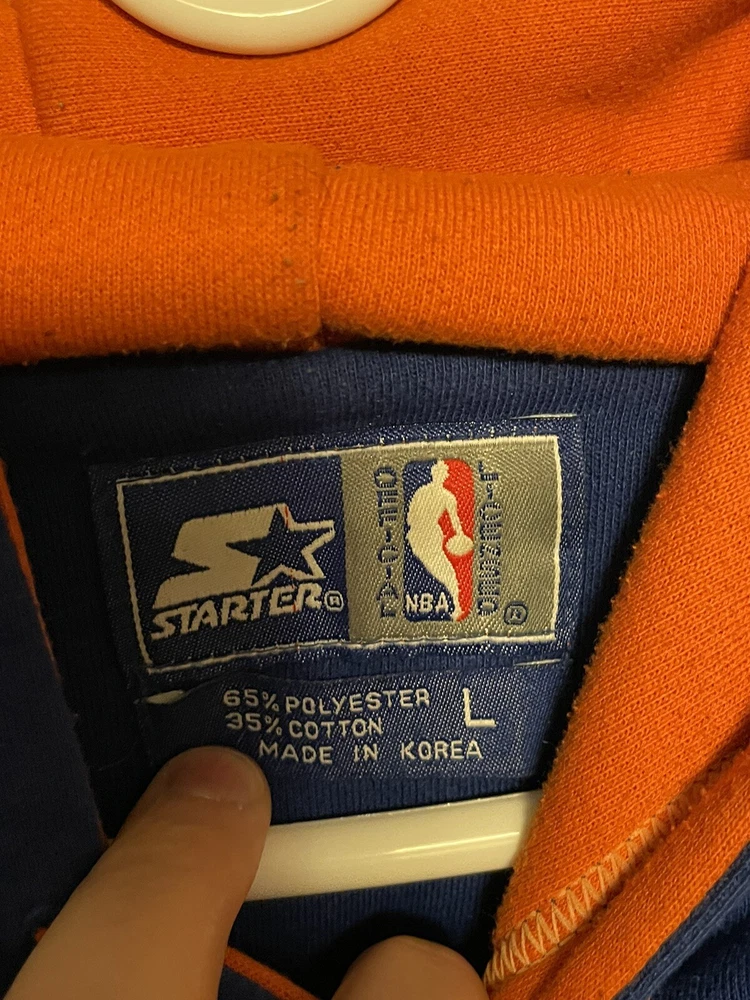 STARTER®
OFFICIAL
NBA
LICENSED
®
65% POLYESTER
35% COTTON
L
MADE IN KOREA